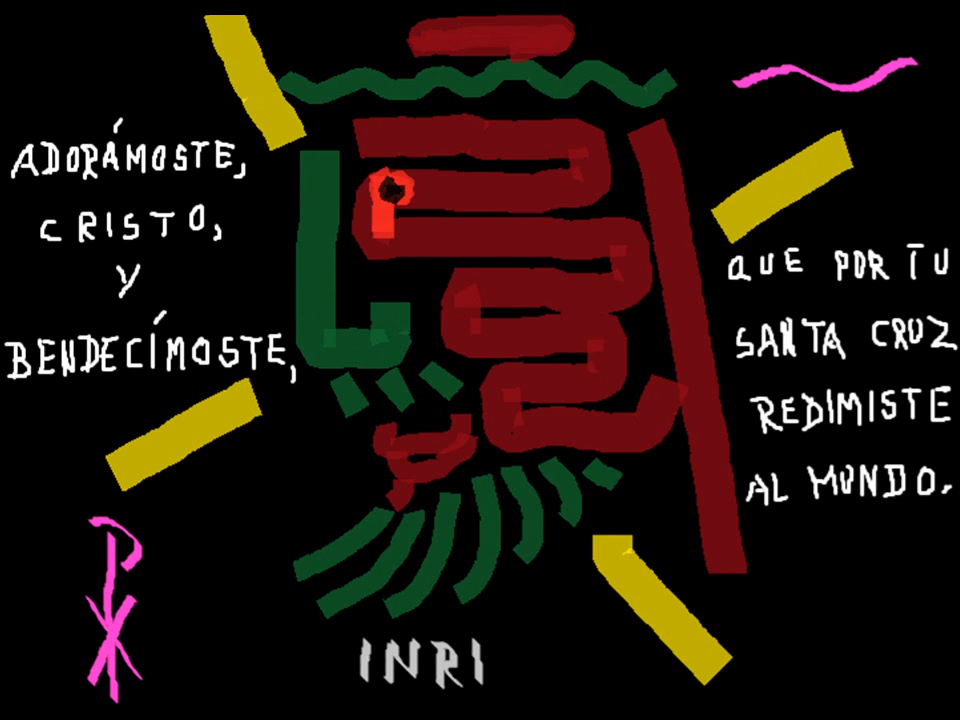 ADORÁMOSTE,
CRISTO,
Y
BENDECÍMOSTE,
QUE POR TU
SANTA CRUZ
REDIMISTE
AL MUNDO.
INRI